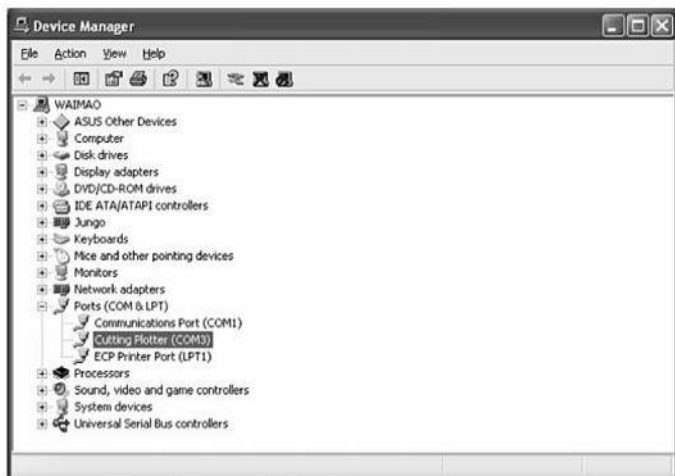 Device Manager
File Action View Help
WAIMAO
ASUS Other Devices
Computer
Disk drives
Display adapters
DVD/CD-ROM drives
IDE ATA/ATAPI controllers
Jungo
Keyboards
Mice and other pointing devices
Monitors
Network adapters
Ports (COM & LPT)
Communications Port (COM1)
Cutting Plotter (COM3)
ECP Printer Port (LPT1)
Processors
Sound, video and game controllers
System devices
Universal Serial Bus controllers